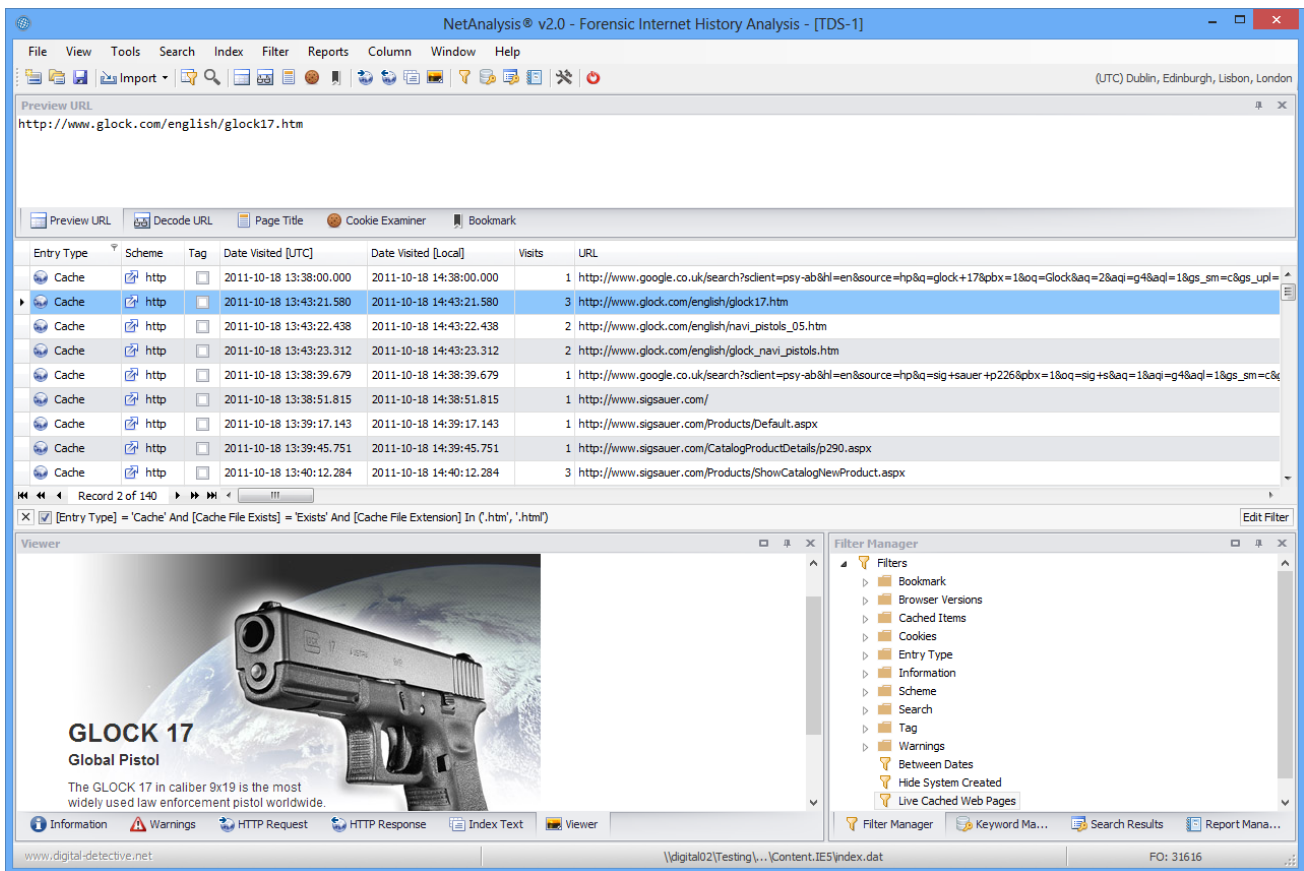 NetAnalysis® v2.0 - Forensic Internet History Analysis - [TDS-1]
File View Tools Search Index Filter Reports Column Window Help
Import (UTC) Dublin, Edinburgh, Lisbon, London
Preview URL
http://www.glock.com/english/glock17.htm
Preview URL Decode URL Page Title Cookie Examiner Bookmark
Entry Type Scheme Tag Date Visited [UTC] Date Visited [Local] Visits URL
Cache http 2011-10-18 13:38:00.000 2011-10-18 14:38:00.000 1 http://www.google.co.uk/search?sclient=psy-ab&hl=en&source=hp&q=glock+17&pbx=1&oq=Glock&aq=2&aqi=g4&aql=1&gs_sm=c&gs_upl=
Cache http 2011-10-18 13:43:21.580 2011-10-18 14:43:21.580 3 http://www.glock.com/english/glock17.htm
Cache http 2011-10-18 13:43:22.438 2011-10-18 14:43:22.438 2 http://www.glock.com/english/navi_pistols_05.htm
Cache http 2011-10-18 13:43:23.312 2011-10-18 14:43:23.312 2 http://www.glock.com/english/glock_navi_pistols.htm
Cache http 2011-10-18 13:38:39.679 2011-10-18 14:38:39.679 1 http://www.google.co.uk/search?sclient=psy-ab&hl=en&source=hp&q=sig+sauer+p226&pbx=1&oq=sig+s&aq=1&aqi=g4&aql=1&gs_sm=c&
Cache http 2011-10-18 13:38:51.815 2011-10-18 14:38:51.815 1 http://www.sigsauer.com/
Cache http 2011-10-18 13:39:17.143 2011-10-18 14:39:17.143 1 http://www.sigsauer.com/Products/Default.aspx
Cache http 2011-10-18 13:39:45.751 2011-10-18 14:39:45.751 1 http://www.sigsauer.com/CatalogProductDetails/p290.aspx
Cache http 2011-10-18 13:40:12.284 2011-10-18 14:40:12.284 3 http://www.sigsauer.com/Products/ShowCatalogNewProduct.aspx
Record 2 of 140
[Entry Type] = 'Cache' And [Cache File Exists] = 'Exists' And [Cache File Extension] In ('.htm', '.html') Edit Filter
Viewer
GLOCK 17
Global Pistol
The GLOCK 17 in caliber 9x19 is the most
widely used law enforcement pistol worldwide.
Information Warnings HTTP Request HTTP Response Index Text Viewer
Filter Manager
Filters
Bookmark
Browser Versions
Cached Items
Cookies
Entry Type
Information
Scheme
Search
Tag
Warnings
Between Dates
Hide System Created
Live Cached Web Pages
Filter Manager Keyword Ma... Search Results Report Mana...
www.digital-detective.net \\digital02\Testing\...\Content.IE5\index.dat FO: 31616